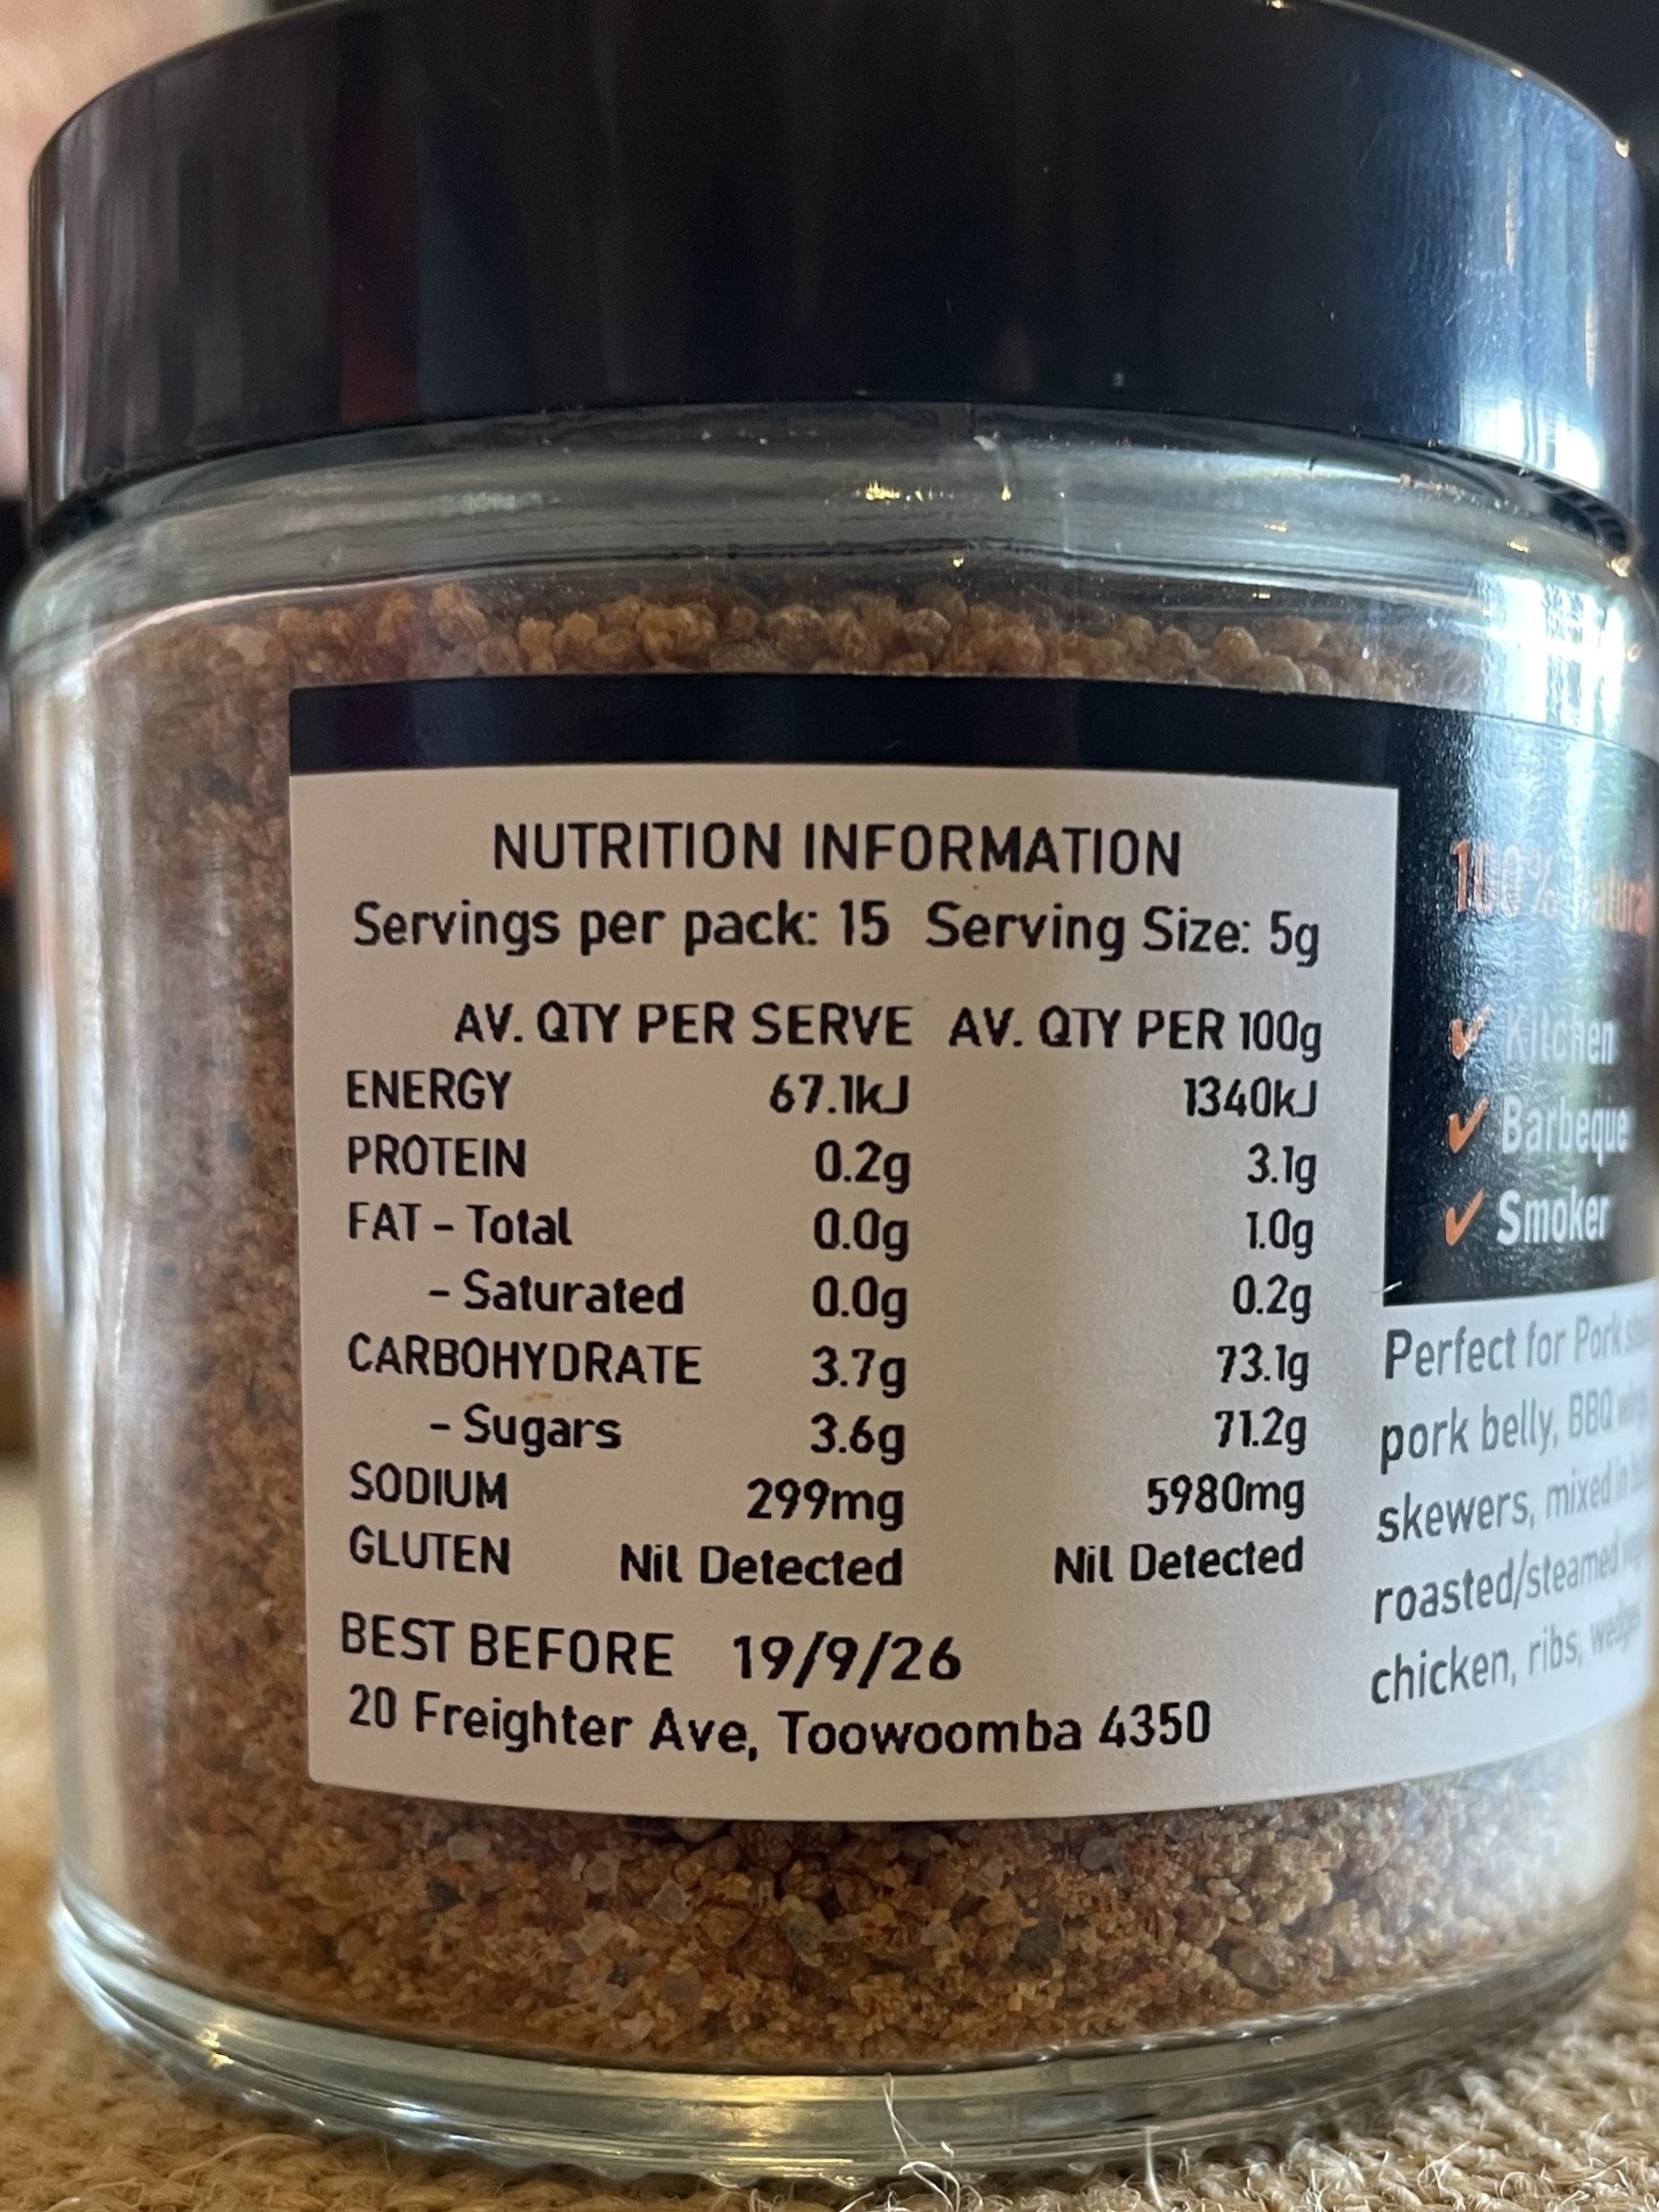 NUTRITION INFORMATION
Servings per pack: 15 Serving Size: 5g
AV. QTY PER SERVE AV. QTY PER 100g
ENERGY 67.1kJ 1340kJ
PROTEIN 0.2g 3.1g
FAT - Total 0.0g 1.0g
- Saturated 0.0g 0.2g
CARBOHYDRATE 3.7g 73.1g
- Sugars 3.6g 71.2g
SODIUM 299mg 5980mg
GLUTEN Nil Detected Nil Detected
BEST BEFORE 19/9/26
20 Freighter Ave, Toowoomba 4350
100% Natural
✓ Kitchen
✓ Barbeque
✓ Smoker
Perfect for Pork
pork belly, BBQ
skewers, mixed in
roasted/steamed
chicken, ribs, wedges